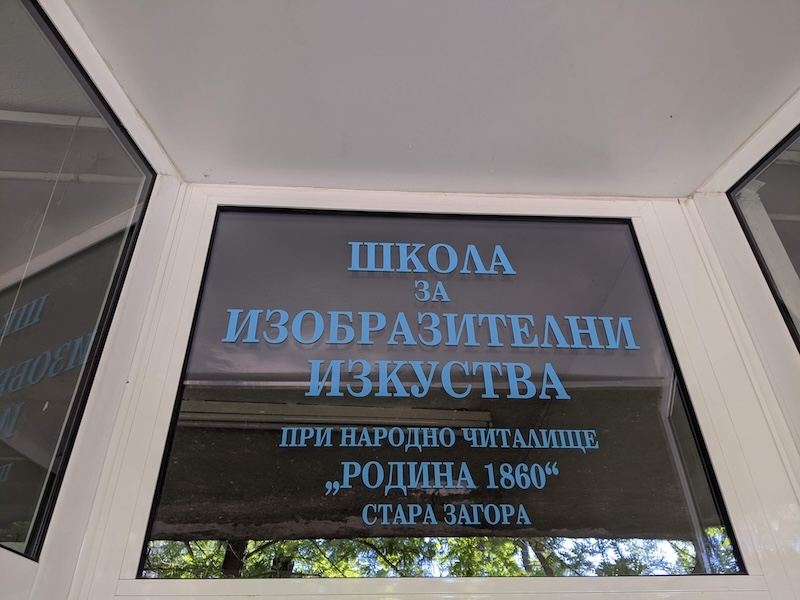 ШКОЛА
ЗА
ИЗОБРАЗИТЕЛНИ
ИЗКУСТВА
ПРИ НАРОДНО ЧИТАЛИЩЕ
„РОДИНА 1860“
СТАРА ЗАГОРА